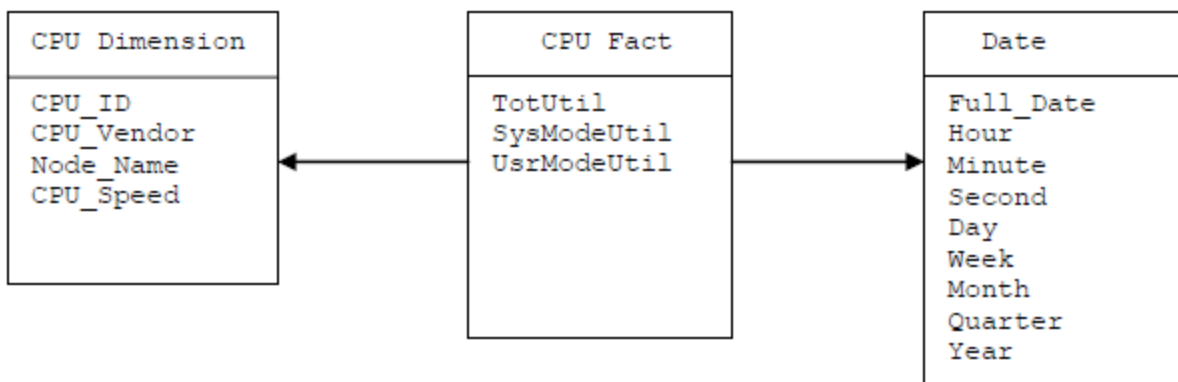 CPU Dimension
CPU_ID
CPU_Vendor
Node_Name
CPU_Speed
CPU Fact
TotUtil
SysModeUtil
UsrModeUtil
Date
Full_Date
Hour
Minute
Second
Day
Week
Month
Quarter
Year